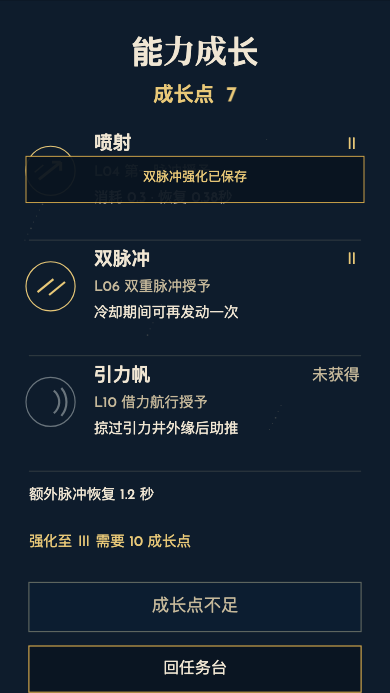 能力成长
成长点 7
喷射 II
双脉冲强化已保存
双脉冲 II
L06 双重脉冲授予
冷却期间可再发动一次
引力帆 未获得
L10 借力航行授予
掠过引力井外缘后助推
额外脉冲恢复 1.2 秒
强化至 III 需要 10 成长点
成长点不足
回任务台